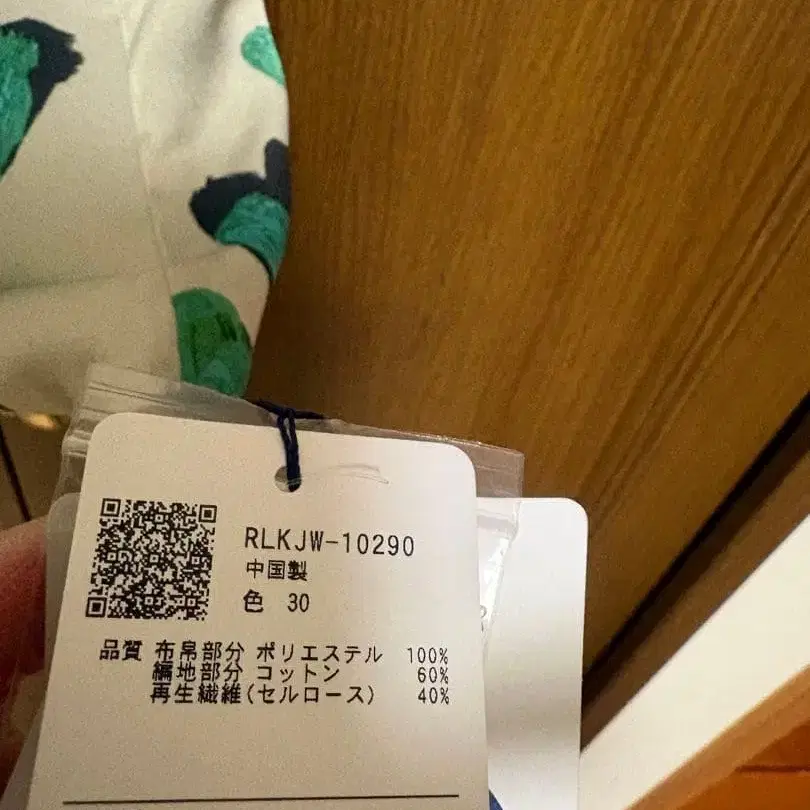 RLKJW-10290
中国製
色 30
品質 布帛部分 ポリエステル 100%
編地部分 コットン 60%
再生繊維(セルロース) 40%